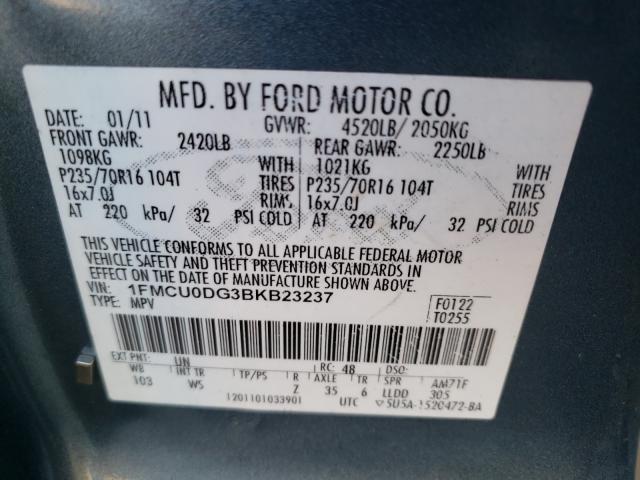 MFD. BY FORD MOTOR CO.
DATE: 01/11 GVWR: 4520LB/ 2050KG
FRONT GAWR: 2420LB REAR GAWR: 2250LB
1098KG WITH 1021KG WITH
P235/70R16 104T TIRES P235/70R16 104T TIRES
16x7.0J RIMS 16x7.0J RIMS
AT 220 kPa/ 32 PSI COLD AT 220 kPa/ 32 PSI COLD
THIS VEHICLE CONFORMS TO ALL APPLICABLE FEDERAL MOTOR
VEHICLE SAFETY AND THEFT PREVENTION STANDARDS IN
EFFECT ON THE DATE OF MANUFACTURE SHOWN ABOVE.
VIN: 1FMCU0DG3BKB23237 F0122
TYPE: MPV T0255
EXT PNT: UN RC: 48 DSO:
WB INT TR TP/PS R AXLE TR SPR AM71F
103 WS Z 35 6 LLDD 305
1201101033901 UTC ▽5U5A-1520472-BA